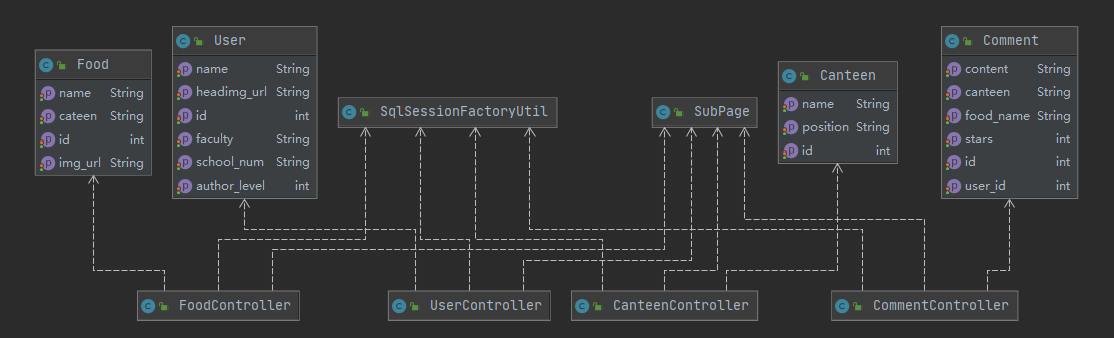 Food
name String
cateen String
id int
img_url String
User
name String
headimg_url String
id int
faculty String
school_num String
author_level int
SqlSessionFactoryUtil
SubPage
Canteen
name String
position String
id int
Comment
content String
canteen String
food_name String
stars int
id int
user_id int
FoodController
UserController
CanteenController
CommentController